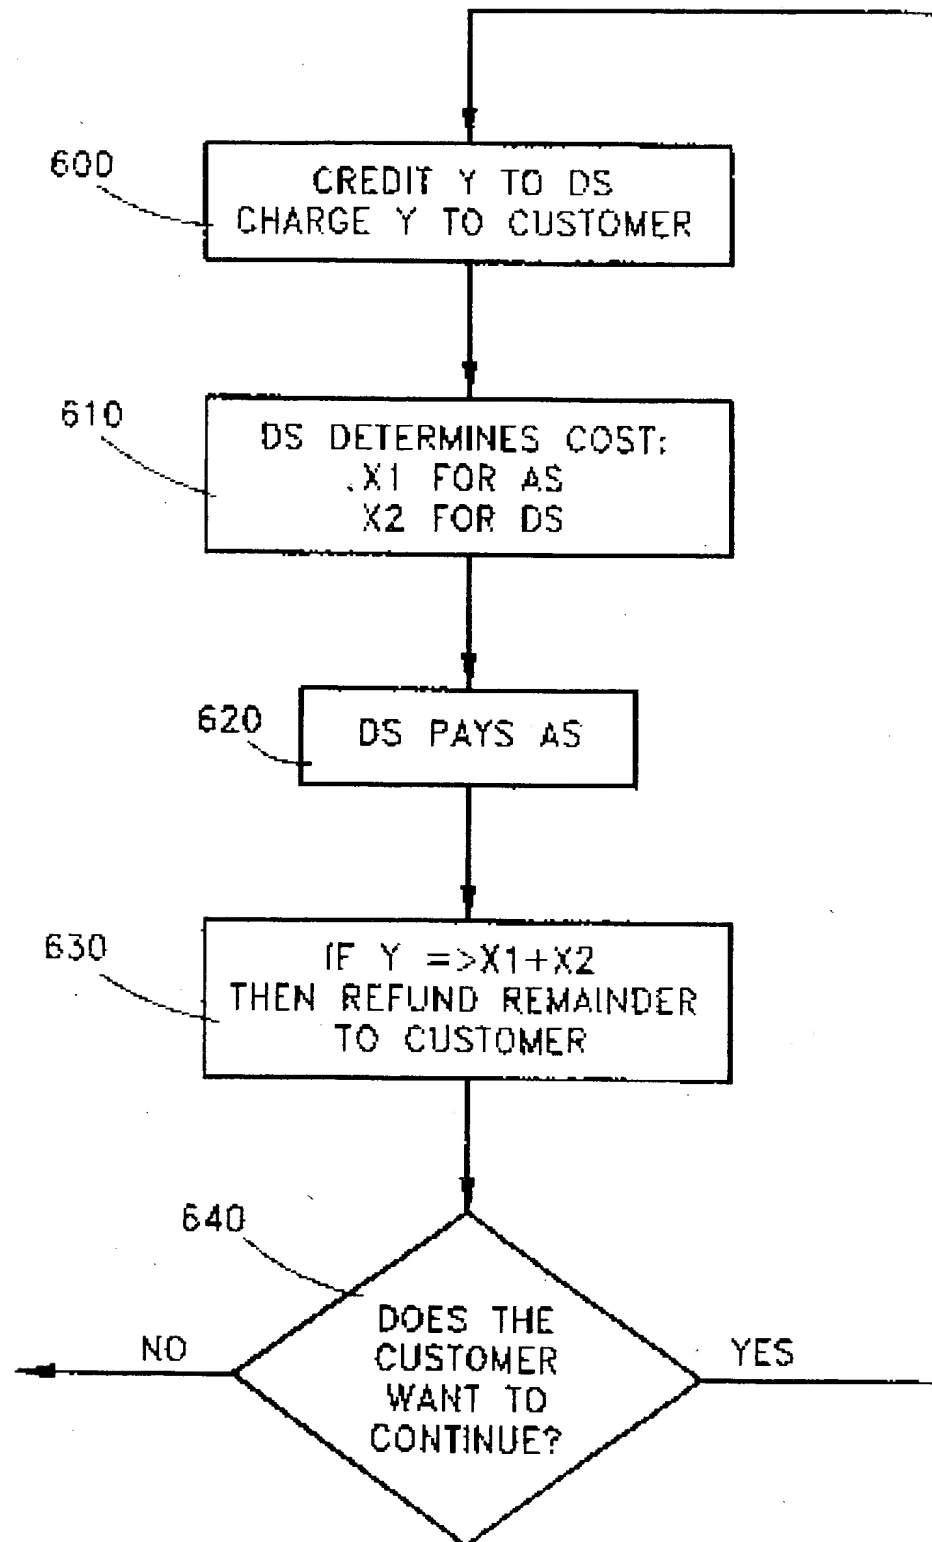 600
CREDIT Y TO DS
CHARGE Y TO CUSTOMER
610
DS DETERMINES COST:
X1 FOR AS
X2 FOR DS
620
DS PAYS AS
630
IF Y =>X1+X2
THEN REFUND REMAINDER
TO CUSTOMER
640
DOES THE
CUSTOMER
WANT TO
CONTINUE?
NO
YES